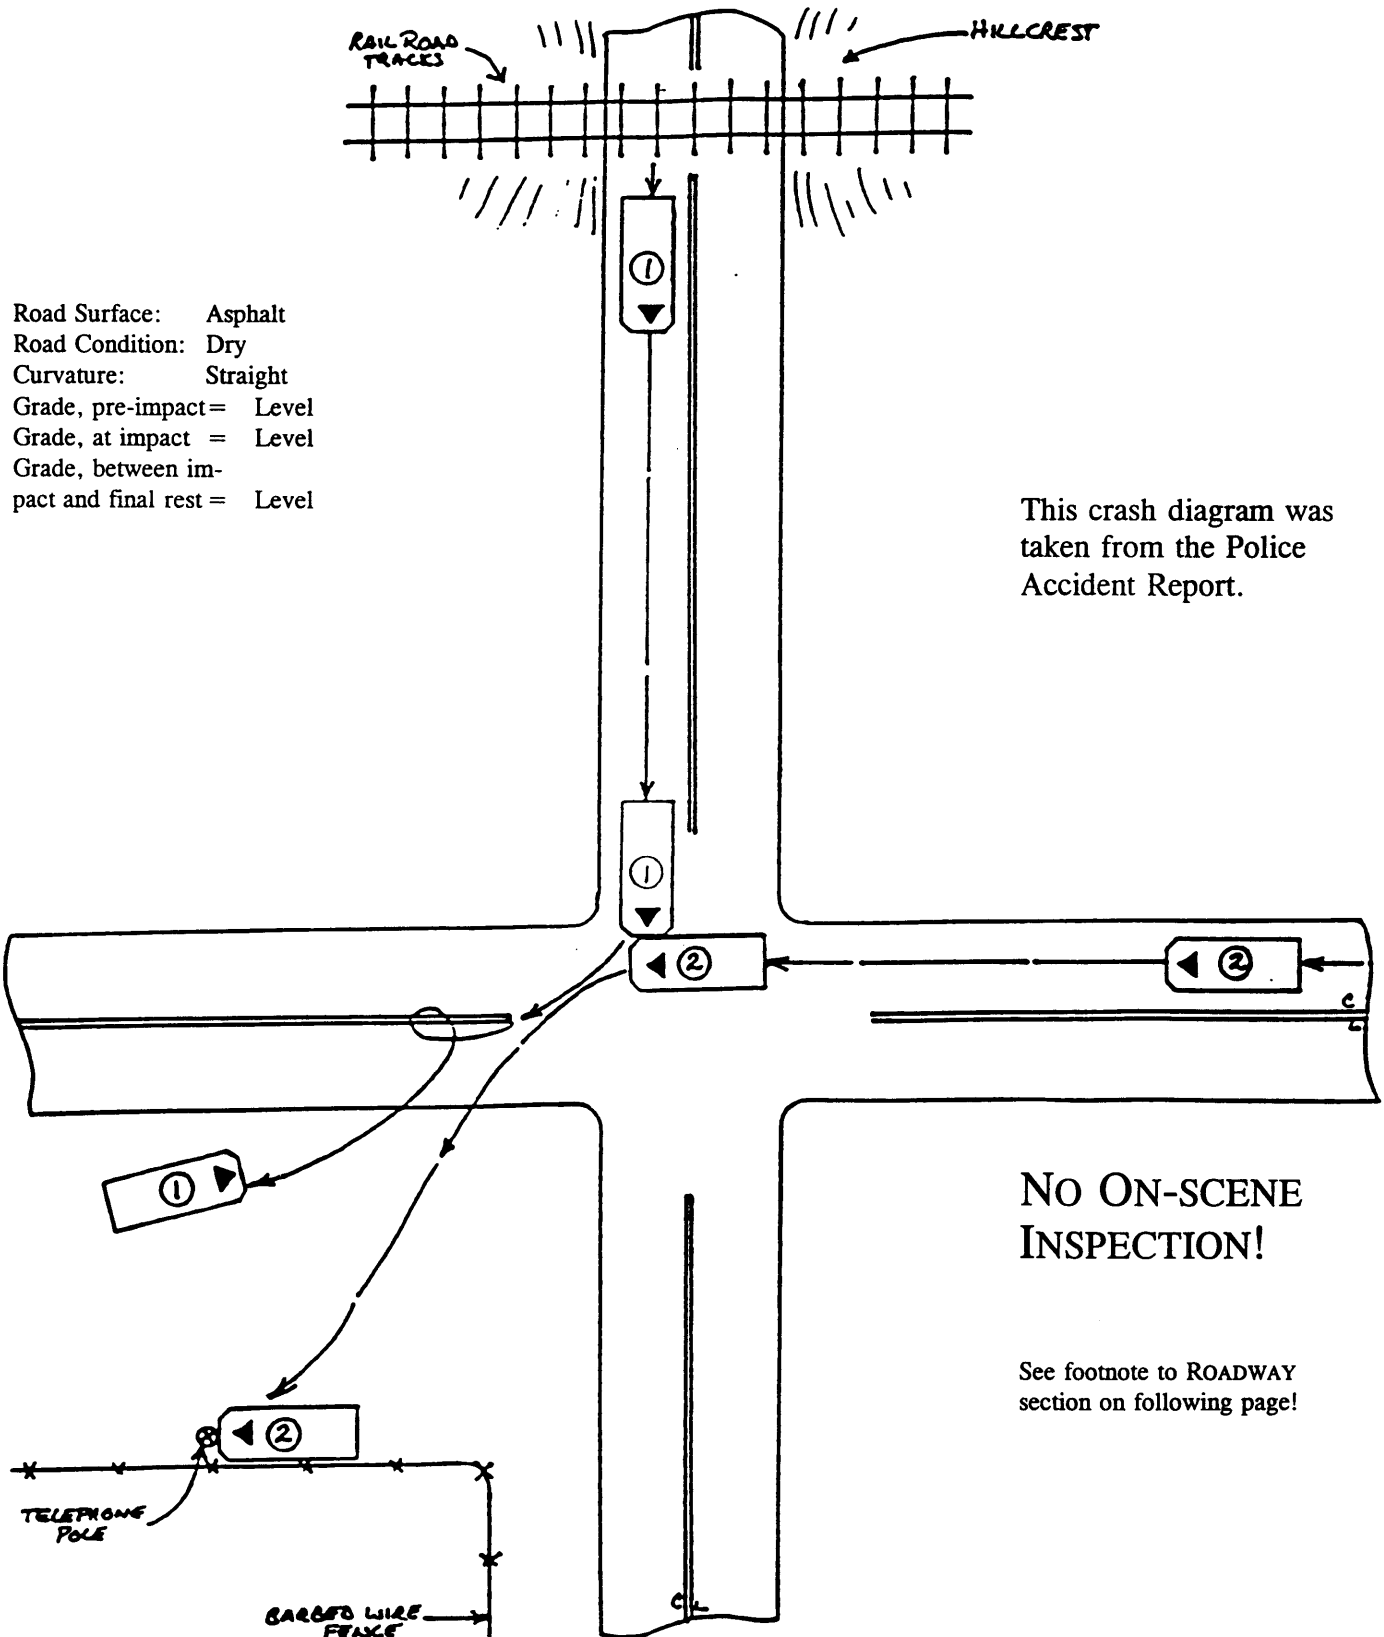 RAIL ROAD
TRACKS
HILLCREST
1
Road Surface: Asphalt
Road Condition: Dry
Curvature: Straight
Grade, pre-impact = Level
Grade, at impact = Level
Grade, between im-
pact and final rest = Level
This crash diagram was
taken from the Police
Accident Report.
1
2
2
C
L
1
NO ON-SCENE
INSPECTION!
See footnote to ROADWAY
section on following page!
2
TELEPHONE
POLE
C L
BARBED WIRE
FENCE